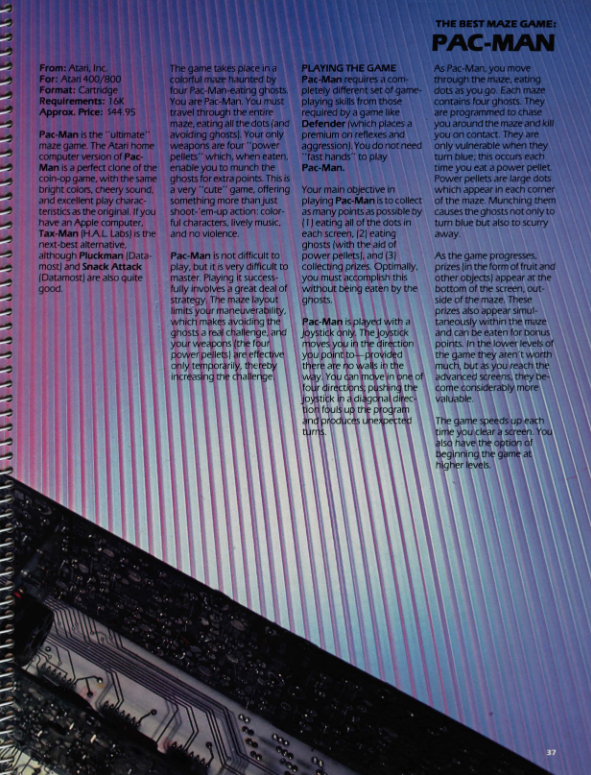 THE BEST MAZE GAME:
PAC-MAN
From: Atari, Inc.
For: Atari 400/800
Format: Cartridge
Requirements: 16K
Approx. Price: $44.95
Pac-Man is the "ultimate"
maze game. The Atari home
computer version of Pac-
Man is a perfect clone of the
coin-op game, with the same
bright colors, cheery sound,
and excellent play charac-
teristics as the original. If you
have an Apple computer,
Tax-Man (H.A.L. Labs) is the
next-best alternative,
although Pluckman (Data-
most) and Snack Attack
(Datamost) are also quite
good.
The game takes place in a
colorful maze haunted by
four Pac-Man-eating ghosts.
You are Pac-Man. You must
travel through the entire
maze, eating all the dots (and
avoiding ghosts). Your only
weapons are four "power
pellets" which, when eaten,
enable you to munch the
ghosts for extra points. This is
a very "cute" game, offering
something more than just
shoot-'em-up action: color-
ful characters, lively music,
and no violence.
Pac-Man is not difficult to
play, but it is very difficult to
master. Playing it success-
fully involves a great deal of
strategy. The maze layout
limits your maneuverability,
which makes avoiding the
ghosts a real challenge, and
your weapons (the four
power pellets) are effective
only temporarily, thereby
increasing the challenge.
PLAYING THE GAME
Pac-Man requires a com-
pletely different set of game-
playing skills from those
required by a game like
Defender (which places a
premium on reflexes and
aggression). You do not need
"fast hands" to play
Pac-Man.
Your main objective in
playing Pac-Man is to collect
as many points as possible by
(1) eating all of the dots in
each screen, (2) eating
ghosts (with the aid of
power pellets), and (3)
collecting prizes. Optimally,
you must accomplish this
without being eaten by the
ghosts.
Pac-Man is played with a
joystick only. The joystick
moves you in the direction
you point to—provided
there are no walls in the
way. You can move in one of
four directions; pushing the
joystick in a diagonal direc-
tion fouls up the program
and produces unexpected
turns.
As Pac-Man, you move
through the maze, eating
dots as you go. Each maze
contains four ghosts. They
are programmed to chase
you around the maze and kill
you on contact. They are
only vulnerable when they
turn blue; this occurs each
time you eat a power pellet.
Power pellets are large dots
which appear in each corner
of the maze. Munching them
causes the ghosts not only to
turn blue but also to scurry
away.
As the game progresses,
prizes (in the form of fruit and
other objects) appear at the
bottom of the screen, out-
side of the maze. These
prizes also appear simul-
taneously within the maze
and can be eaten for bonus
points. In the lower levels of
the game they aren't worth
much, but as you reach the
advanced screens, they be-
come considerably more
valuable.
The game speeds up each
time you clear a screen. You
also have the option of
beginning the game at
higher levels.
37